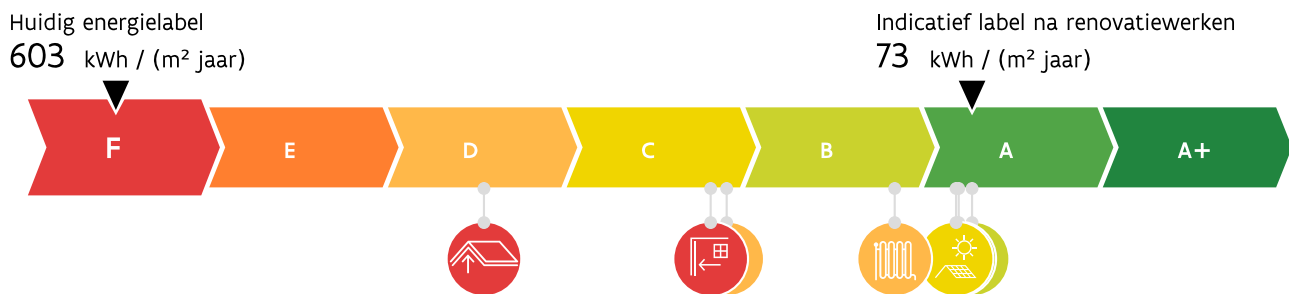 Huidig energielabel
603 kWh / (m² jaar)
Indicatief label na renovatiewerken
73 kWh / (m² jaar)
F
E
D
C
B
A
A+